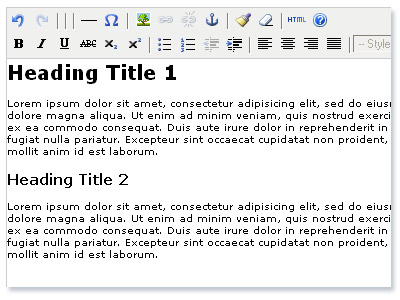 HTML
B I U ABC X₂ X²
-- Style
Heading Title 1
Lorem ipsum dolor sit amet, consectetur adipisicing elit, sed do eiusm
dolore magna aliqua. Ut enim ad minim veniam, quis nostrud exerci
ex ea commodo consequat. Duis aute irure dolor in reprehenderit in
fugiat nulla pariatur. Excepteur sint occaecat cupidatat non proident,
mollit anim id est laborum.
Heading Title 2
Lorem ipsum dolor sit amet, consectetur adipisicing elit, sed do eiusm
dolore magna aliqua. Ut enim ad minim veniam, quis nostrud exerci
ex ea commodo consequat. Duis aute irure dolor in reprehenderit in
fugiat nulla pariatur. Excepteur sint occaecat cupidatat non proident,
mollit anim id est laborum.